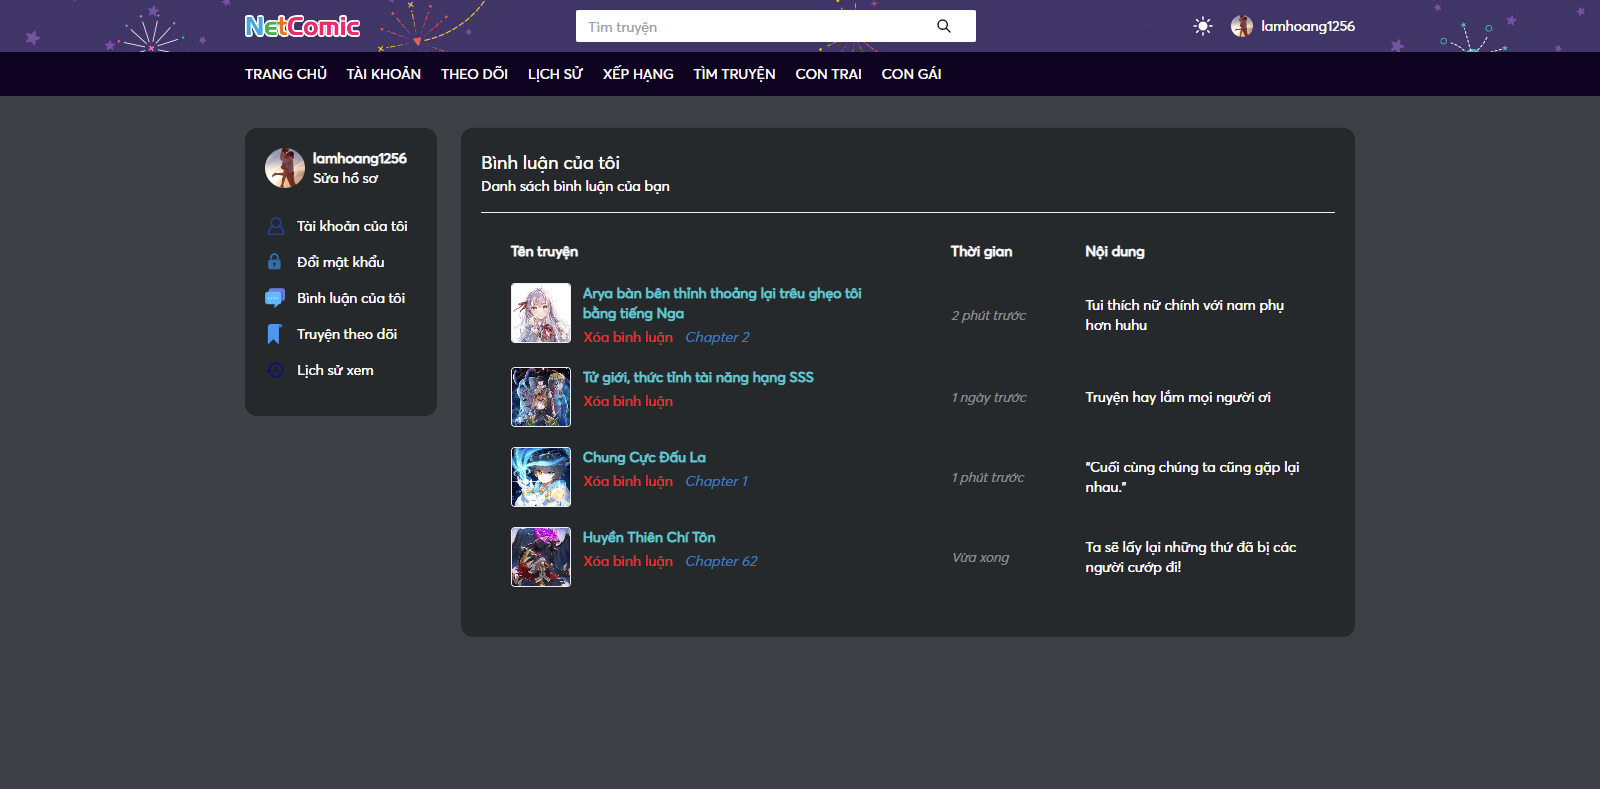 NetComic
Tìm truyện
lamhoang1256
TRANG CHỦ TÀI KHOẢN THEO DÕI LỊCH SỬ XẾP HẠNG TÌM TRUYỆN CON TRAI CON GÁI
lamhoang1256
Sửa hồ sơ
Tài khoản của tôi
Đổi mật khẩu
Bình luận của tôi
Truyện theo dõi
Lịch sử xem
Bình luận của tôi
Danh sách bình luận của bạn
Tên truyện Thời gian Nội dung
Arya bàn bên thỉnh thoảng lại trêu ghẹo tôi
bằng tiếng Nga
Xóa bình luận Chapter 2
2 phút trước
Tui thích nữ chính với nam phụ
hơn huhu
Tử giới, thức tỉnh tài năng hạng SSS
Xóa bình luận
1 ngày trước
Truyện hay lắm mọi người ơi
Chung Cực Đấu La
Xóa bình luận Chapter 1
1 phút trước
"Cuối cùng chúng ta cũng gặp lại
nhau."
Huyền Thiên Chí Tôn
Xóa bình luận Chapter 62
Vừa xong
Ta sẽ lấy lại những thứ đã bị các
người cướp đi!